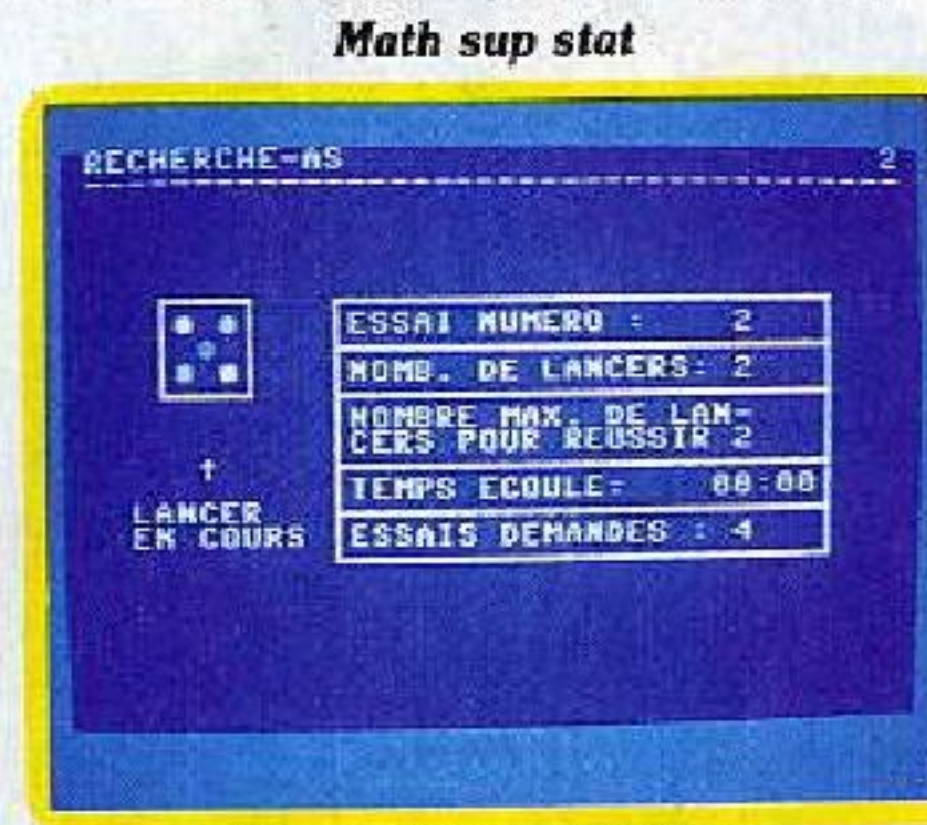 Math sup stat
RECHERCHE-AS 2
ESSAI NUMERO : 2
NOMB. DE LANCERS: 2
NOMBRE MAX. DE LAN-
CERS POUR REUSSIR 2
TEMPS ECOULE: 00:00
ESSAIS DEMANDES : 4
↑
LANCER
EN COURS